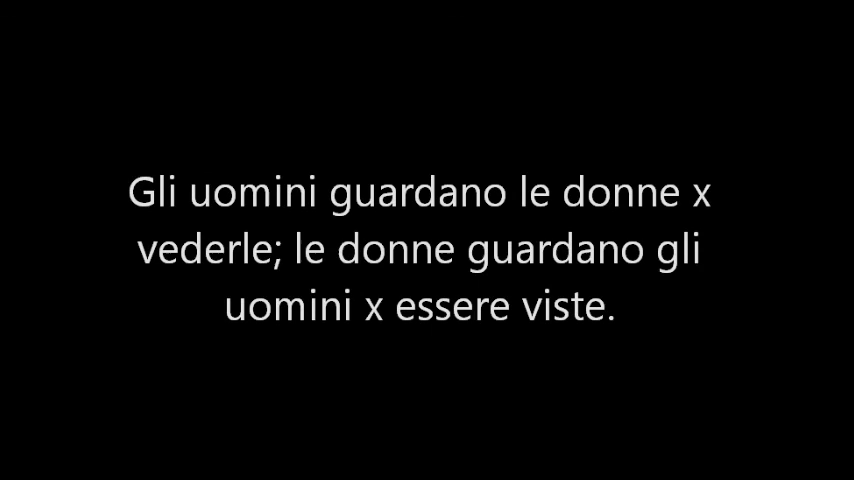 Gli uomini guardano le donne x
vederle; le donne guardano gli
uomini x essere viste.